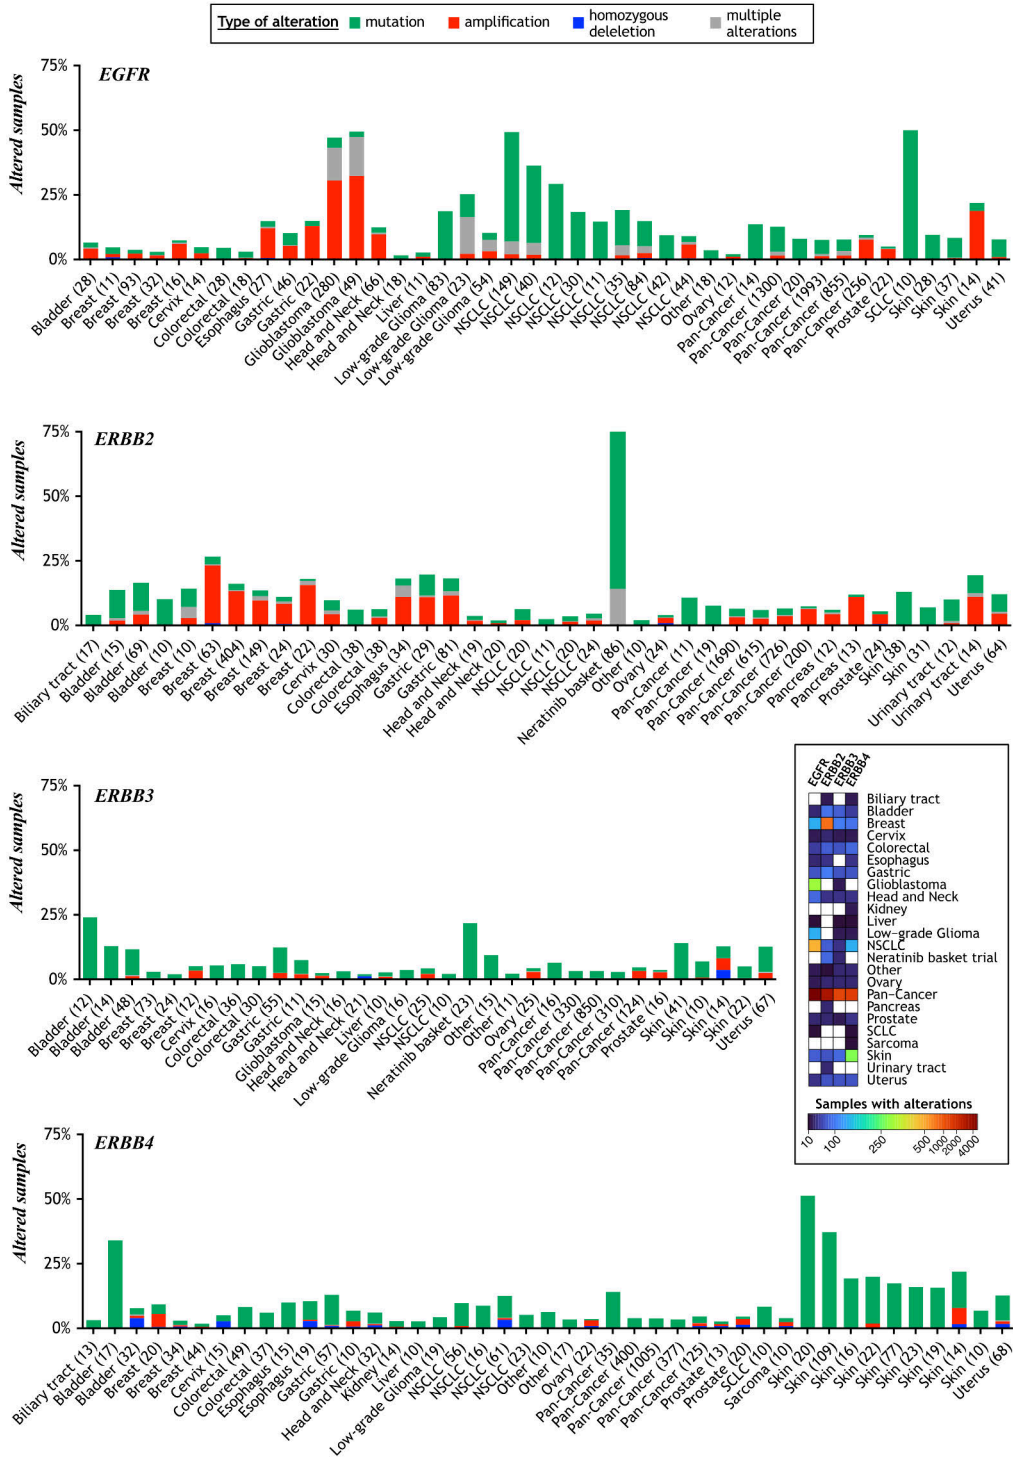 Type of alteration mutation amplification homozygous deleletion multiple alterations
EGFR
Altered samples
75%
50%
25%
0%
Bladder (28)
Breast (11)
Breast (93)
Breast (32)
Breast (16)
Cervix (14)
Colorectal (28)
Colorectal (18)
Esophagus (27)
Gastric (46)
Gastric (22)
Glioblastoma (280)
Glioblastoma (49)
Head and Neck (66)
Head and Neck (18)
Liver (11)
Low-grade Glioma (83)
Low-grade Glioma (23)
Low-grade Glioma (54)
NSCLC (149)
NSCLC (40)
NSCLC (12)
NSCLC (30)
NSCLC (11)
NSCLC (35)
NSCLC (84)
NSCLC (42)
NSCLC (44)
Other (18)
Ovary (12)
Pan-Cancer (14)
Pan-Cancer (1300)
Pan-Cancer (20)
Pan-Cancer (1993)
Pan-Cancer (855)
Pan-Cancer (256)
Prostate (22)
SCLC (10)
Skin (28)
Skin (37)
Skin (14)
Uterus (41)
ERBB2
Altered samples
75%
50%
25%
0%
Biliary tract (17)
Bladder (15)
Bladder (69)
Bladder (10)
Breast (10)
Breast (63)
Breast (404)
Breast (149)
Breast (24)
Breast (22)
Cervix (30)
Colorectal (38)
Colorectal (38)
Esophagus (34)
Gastric (29)
Gastric (81)
Head and Neck (19)
Head and Neck (20)
NSCLC (20)
NSCLC (11)
NSCLC (20)
NSCLC (24)
Neratinib basket (86)
Other (10)
Ovary (24)
Pan-Cancer (11)
Pan-Cancer (19)
Pan-Cancer (1690)
Pan-Cancer (615)
Pan-Cancer (726)
Pan-Cancer (200)
Pancreas (12)
Pancreas (13)
Prostate (24)
Skin (38)
Skin (31)
Urinary tract (12)
Urinary tract (14)
Uterus (64)
ERBB3
Altered samples
75%
50%
25%
0%
Bladder (12)
Bladder (14)
Bladder (48)
Breast (73)
Breast (24)
Breast (12)
Cervix (16)
Colorectal (36)
Colorectal (30)
Gastric (55)
Gastric (11)
Glioblastoma (15)
Head and Neck (16)
Head and Neck (21)
Liver (10)
Low-grade Glioma (16)
NSCLC (25)
NSCLC (10)
Neratinib basket (23)
Other (15)
Other (11)
Ovary (25)
Pan-Cancer (16)
Pan-Cancer (330)
Pan-Cancer (850)
Pan-Cancer (310)
Pan-Cancer (124)
Prostate (16)
Skin (41)
Skin (10)
Skin (14)
Skin (22)
Uterus (67)
EGFR
ERBB2
ERBB3
ERBB4
Biliary tract
Bladder
Breast
Cervix
Colorectal
Esophagus
Gastric
Glioblastoma
Head and Neck
Kidney
Liver
Low-grade Glioma
NSCLC
Neratinib basket trial
Other
Ovary
Pan-Cancer
Pancreas
Prostate
SCLC
Sarcoma
Skin
Urinary tract
Uterus
Samples with alterations
10 100 250 500 1000 2000 4000
ERBB4
Altered samples
75%
50%
25%
0%
Biliary tract (13)
Bladder (17)
Bladder (32)
Breast (20)
Breast (34)
Breast (44)
Cervix (15)
Colorectal (49)
Colorectal (37)
Esophagus (15)
Esophagus (19)
Gastric (57)
Gastric (10)
Head and Neck (32)
Kidney (14)
Liver (10)
Low-grade Glioma (19)
NSCLC (56)
NSCLC (16)
NSCLC (61)
NSCLC (23)
Other (10)
Other (17)
Ovary (22)
Pan-Cancer (35)
Pan-Cancer (400)
Pan-Cancer (1005)
Pan-Cancer (377)
Pan-Cancer (125)
Prostate (13)
Prostate (20)
SCLC (10)
Sarcoma (10)
Skin (20)
Skin (109)
Skin (16)
Skin (22)
Skin (77)
Skin (23)
Skin (19)
Skin (14)
Skin (10)
Uterus (68)